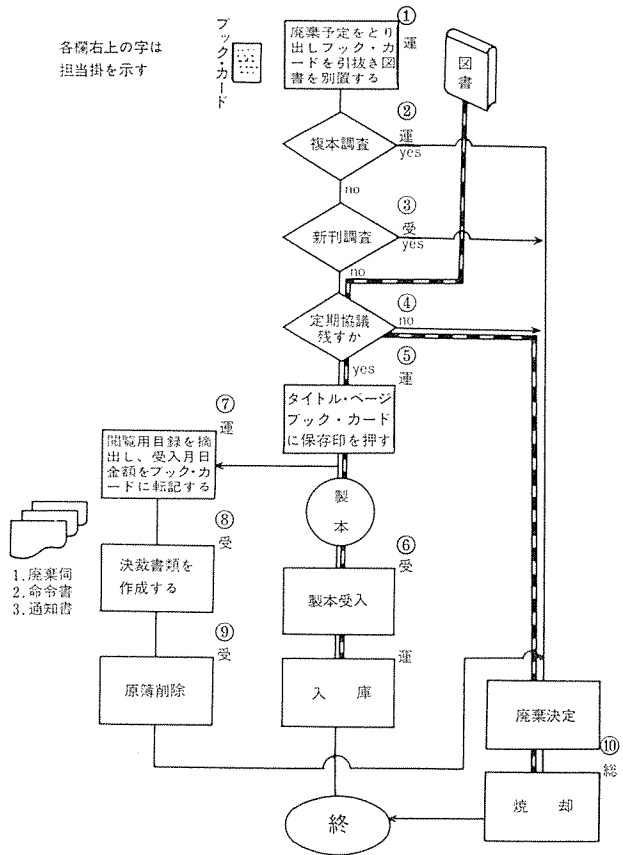 各欄右上の字は
担当掛を示す
ブック・カード
①
廃棄予定をとり
出しブック・カ
ードを引抜き図
書を別置する
運
図書
②
複本調査
運
yes
no
③
新刊調査
受
yes
no
④
定期協議
残すか
no
⑤
yes
運
タイトル・ページ
ブック・カード
に保存印を押す
⑦
運
閲覧用目録を摘
出し、受入月日
金額をブック・カ
ードに転記する
製
本
⑧
受
決裁書類を
作成する
1.廃棄伺
2.命令書
3.通知書
⑥
受
製本受入
⑨
受
原簿削除
運
入 庫
廃棄決定
⑩
総
焼 却
終